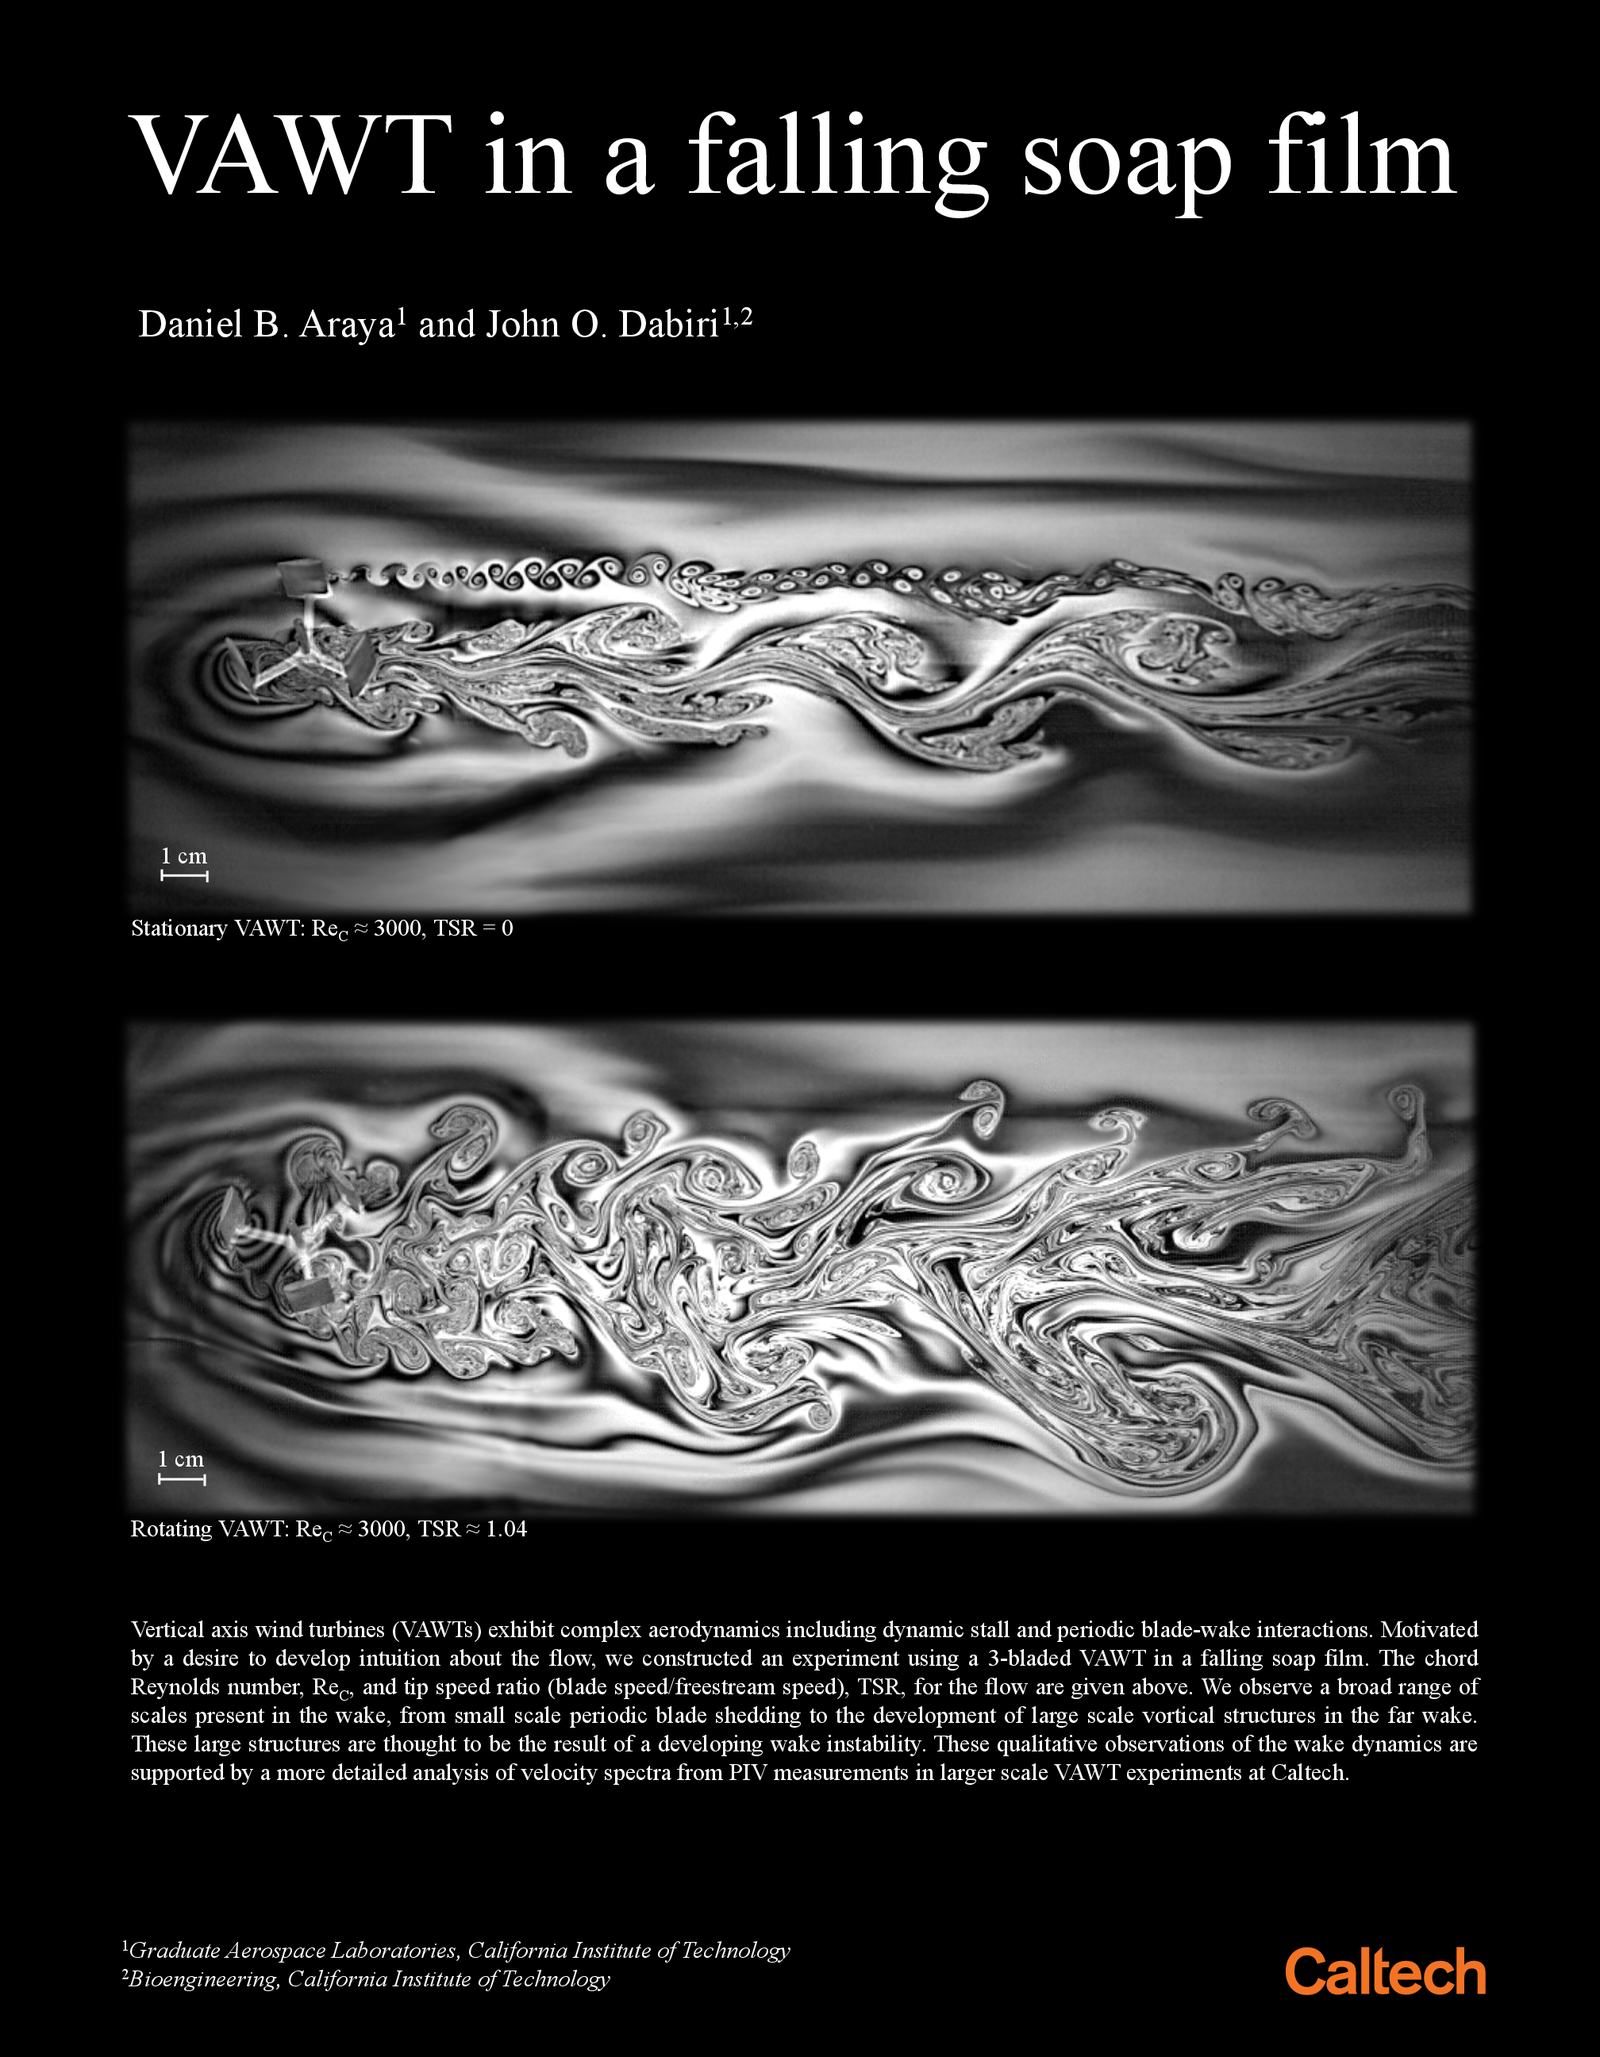 VAWT in a falling soap film
Daniel B. Araya¹ and John O. Dabiri¹,²
1 cm
Stationary VAWT: Re_C ≈ 3000, TSR = 0
1 cm
Rotating VAWT: Re_C ≈ 3000, TSR ≈ 1.04
Vertical axis wind turbines (VAWTs) exhibit complex aerodynamics including dynamic stall and periodic blade-wake interactions. Motivated
by a desire to develop intuition about the flow, we constructed an experiment using a 3-bladed VAWT in a falling soap film. The chord
Reynolds number, Re_C, and tip speed ratio (blade speed/freestream speed), TSR, for the flow are given above. We observe a broad range of
scales present in the wake, from small scale periodic blade shedding to the development of large scale vortical structures in the far wake.
These large structures are thought to be the result of a developing wake instability. These qualitative observations of the wake dynamics are
supported by a more detailed analysis of velocity spectra from PIV measurements in larger scale VAWT experiments at Caltech.
¹Graduate Aerospace Laboratories, California Institute of Technology
²Bioengineering, California Institute of Technology
Caltech